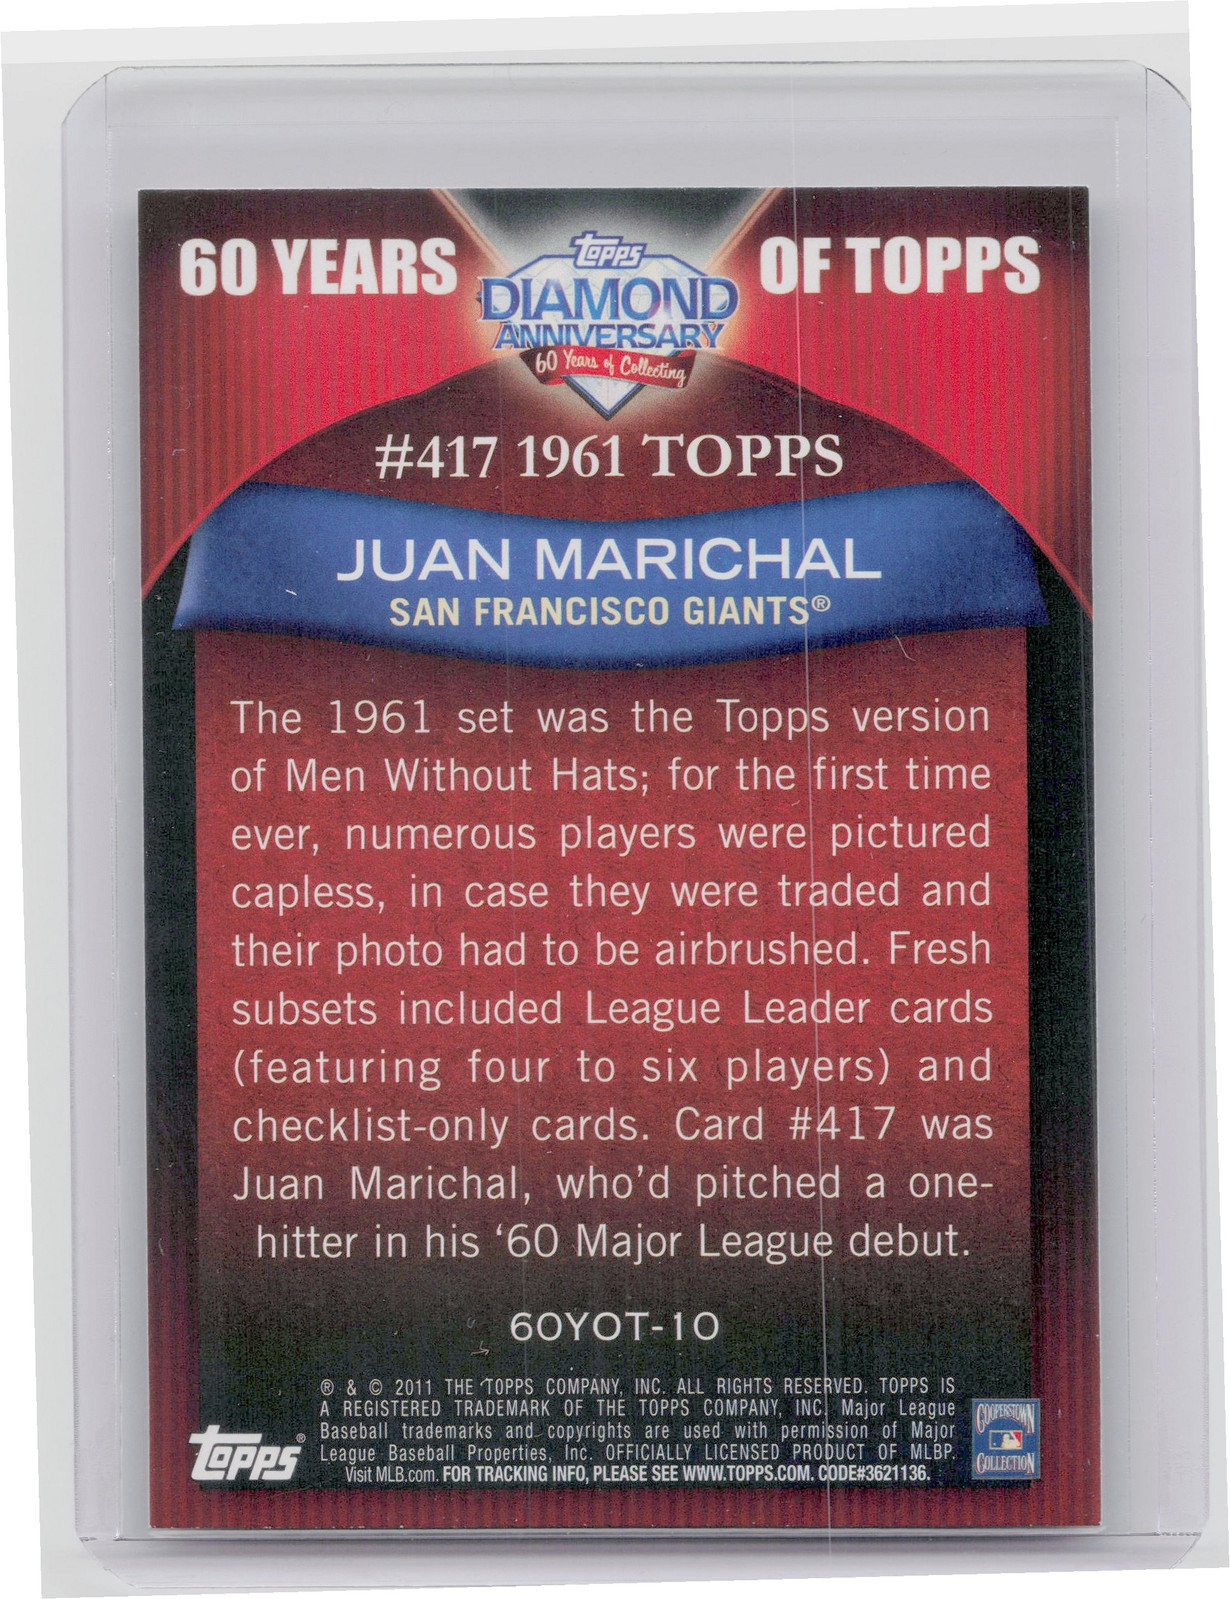 60 YEARS OF TOPPS
topps
DIAMOND
ANNIVERSARY
60 Years of Collecting
#417 1961 TOPPS
JUAN MARICHAL
SAN FRANCISCO GIANTS®
The 1961 set was the Topps version
of Men Without Hats; for the first time
ever, numerous players were pictured
capless, in case they were traded and
their photo had to be airbrushed. Fresh
subsets included League Leader cards
(featuring four to six players) and
checklist-only cards. Card #417 was
Juan Marichal, who’d pitched a one-
hitter in his ‘60 Major League debut.
60YOT-10
® & © 2011 THE TOPPS COMPANY, INC. ALL RIGHTS RESERVED. TOPPS IS
A REGISTERED TRADEMARK OF THE TOPPS COMPANY, INC. Major League
Baseball trademarks and copyrights are used with permission of Major
League Baseball Properties, Inc. OFFICIALLY LICENSED PRODUCT OF MLBP.
Visit MLB.com. FOR TRACKING INFO, PLEASE SEE WWW.TOPPS.COM. CODE#3621136.
topps®
COOPERSTOWN
COLLECTION